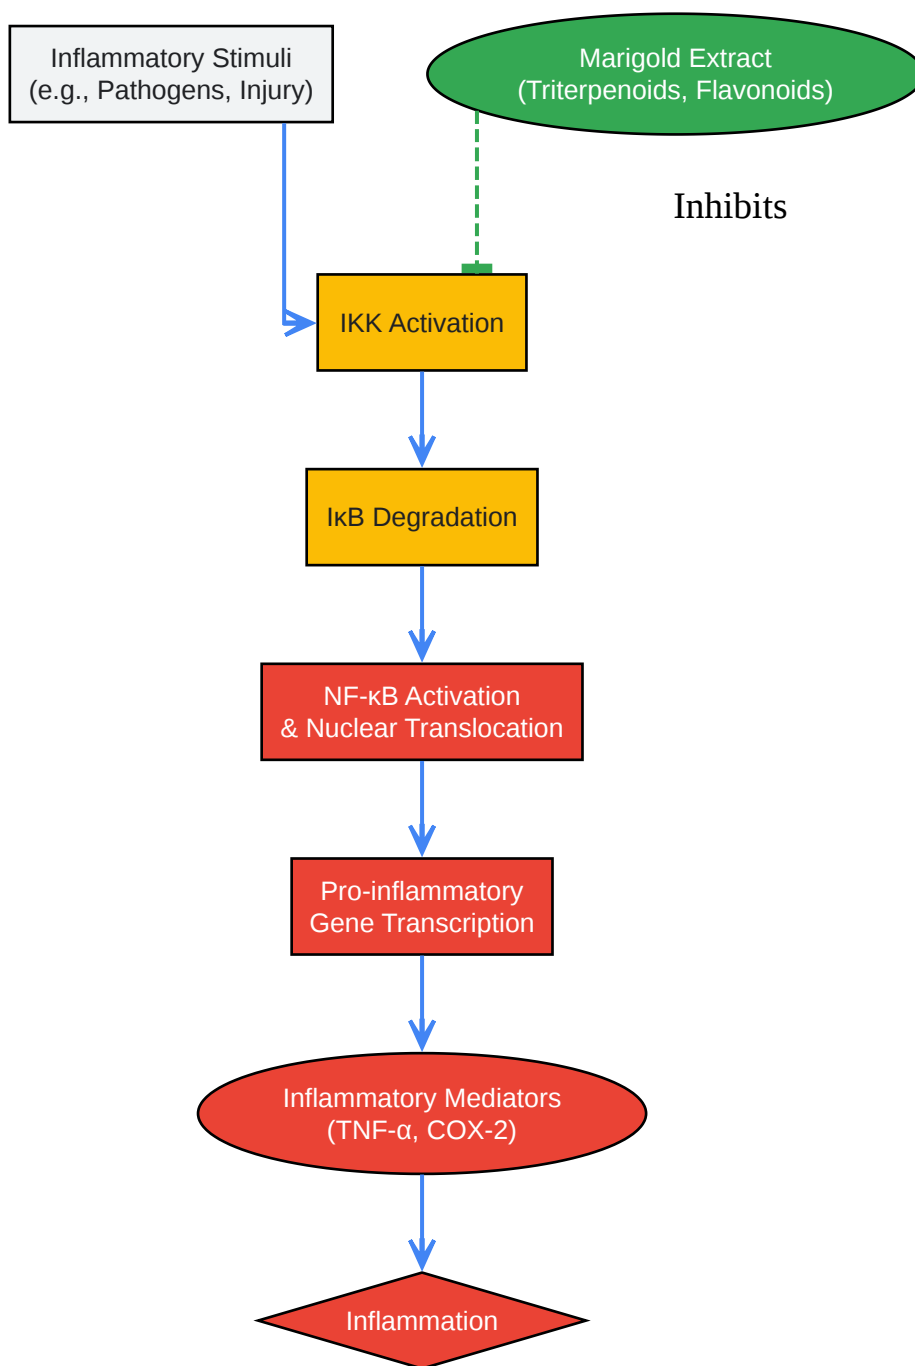 Inflammatory Stimuli
(e.g., Pathogens, Injury)
Marigold Extract
(Triterpenoids, Flavonoids)
Inhibits
IKK Activation
IκB Degradation
NF-κB Activation
& Nuclear Translocation
Pro-inflammatory
Gene Transcription
Inflammatory Mediators
(TNF-α, COX-2)
Inflammation